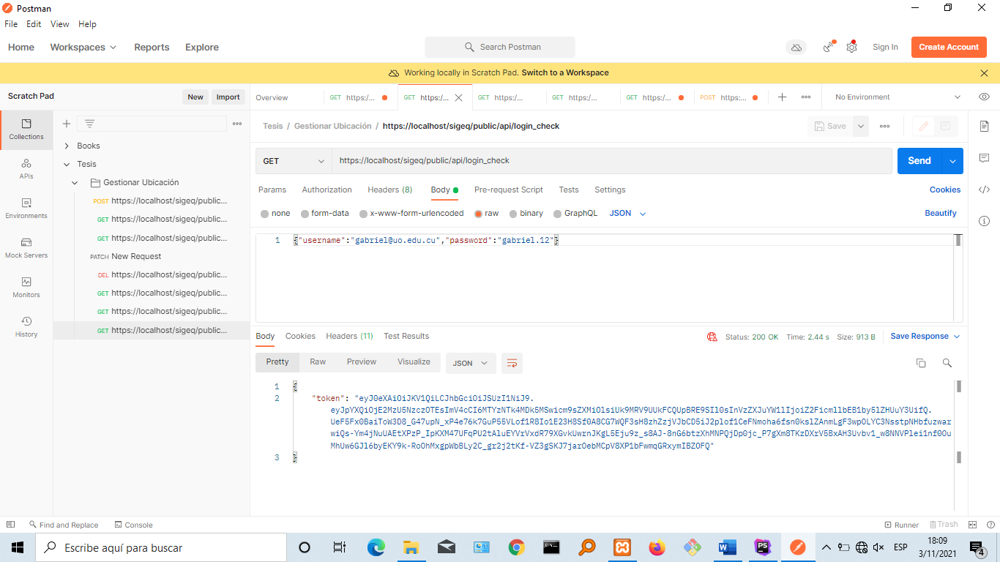 Postman
File Edit View Help
Home Workspaces Reports Explore Search Postman Sign In Create Account
Working locally in Scratch Pad. Switch to a Workspace
Scratch Pad New Import Overview GET https:/... GET https:/... GET https:/... GET https:/... GET https:/... POST https:... No Environment
Collections
APIs
Environments
Mock Servers
Monitors
History
Books
Tesis
Gestionar Ubicación
POST https://localhost/sigeq/public...
GET https://localhost/sigeq/public...
GET https://localhost/sigeq/public...
PATCH New Request
DEL https://localhost/sigeq/public...
GET https://localhost/sigeq/public...
GET https://localhost/sigeq/public...
GET https://localhost/sigeq/public...
Tesis / Gestionar Ubicación / https://localhost/sigeq/public/api/login_check Save
GET https://localhost/sigeq/public/api/login_check Send
Params Authorization Headers (8) Body Pre-request Script Tests Settings Cookies
none form-data x-www-form-urlencoded raw binary GraphQL JSON Beautify
1 {"username":"gabriel@uo.edu.cu","password":"gabriel.12"}
Body Cookies Headers (11) Test Results Status: 200 OK Time: 2.44 s Size: 913 B Save Response
Pretty Raw Preview Visualize JSON
1 {
2 "token": "eyJ0eXAiOiJKV1QiLCJhbGciOiJSUzI1NiJ9.
3 }
Find and Replace Console Runner Trash
Escribe aquí para buscar
ESP
18:09
3/11/2021
4